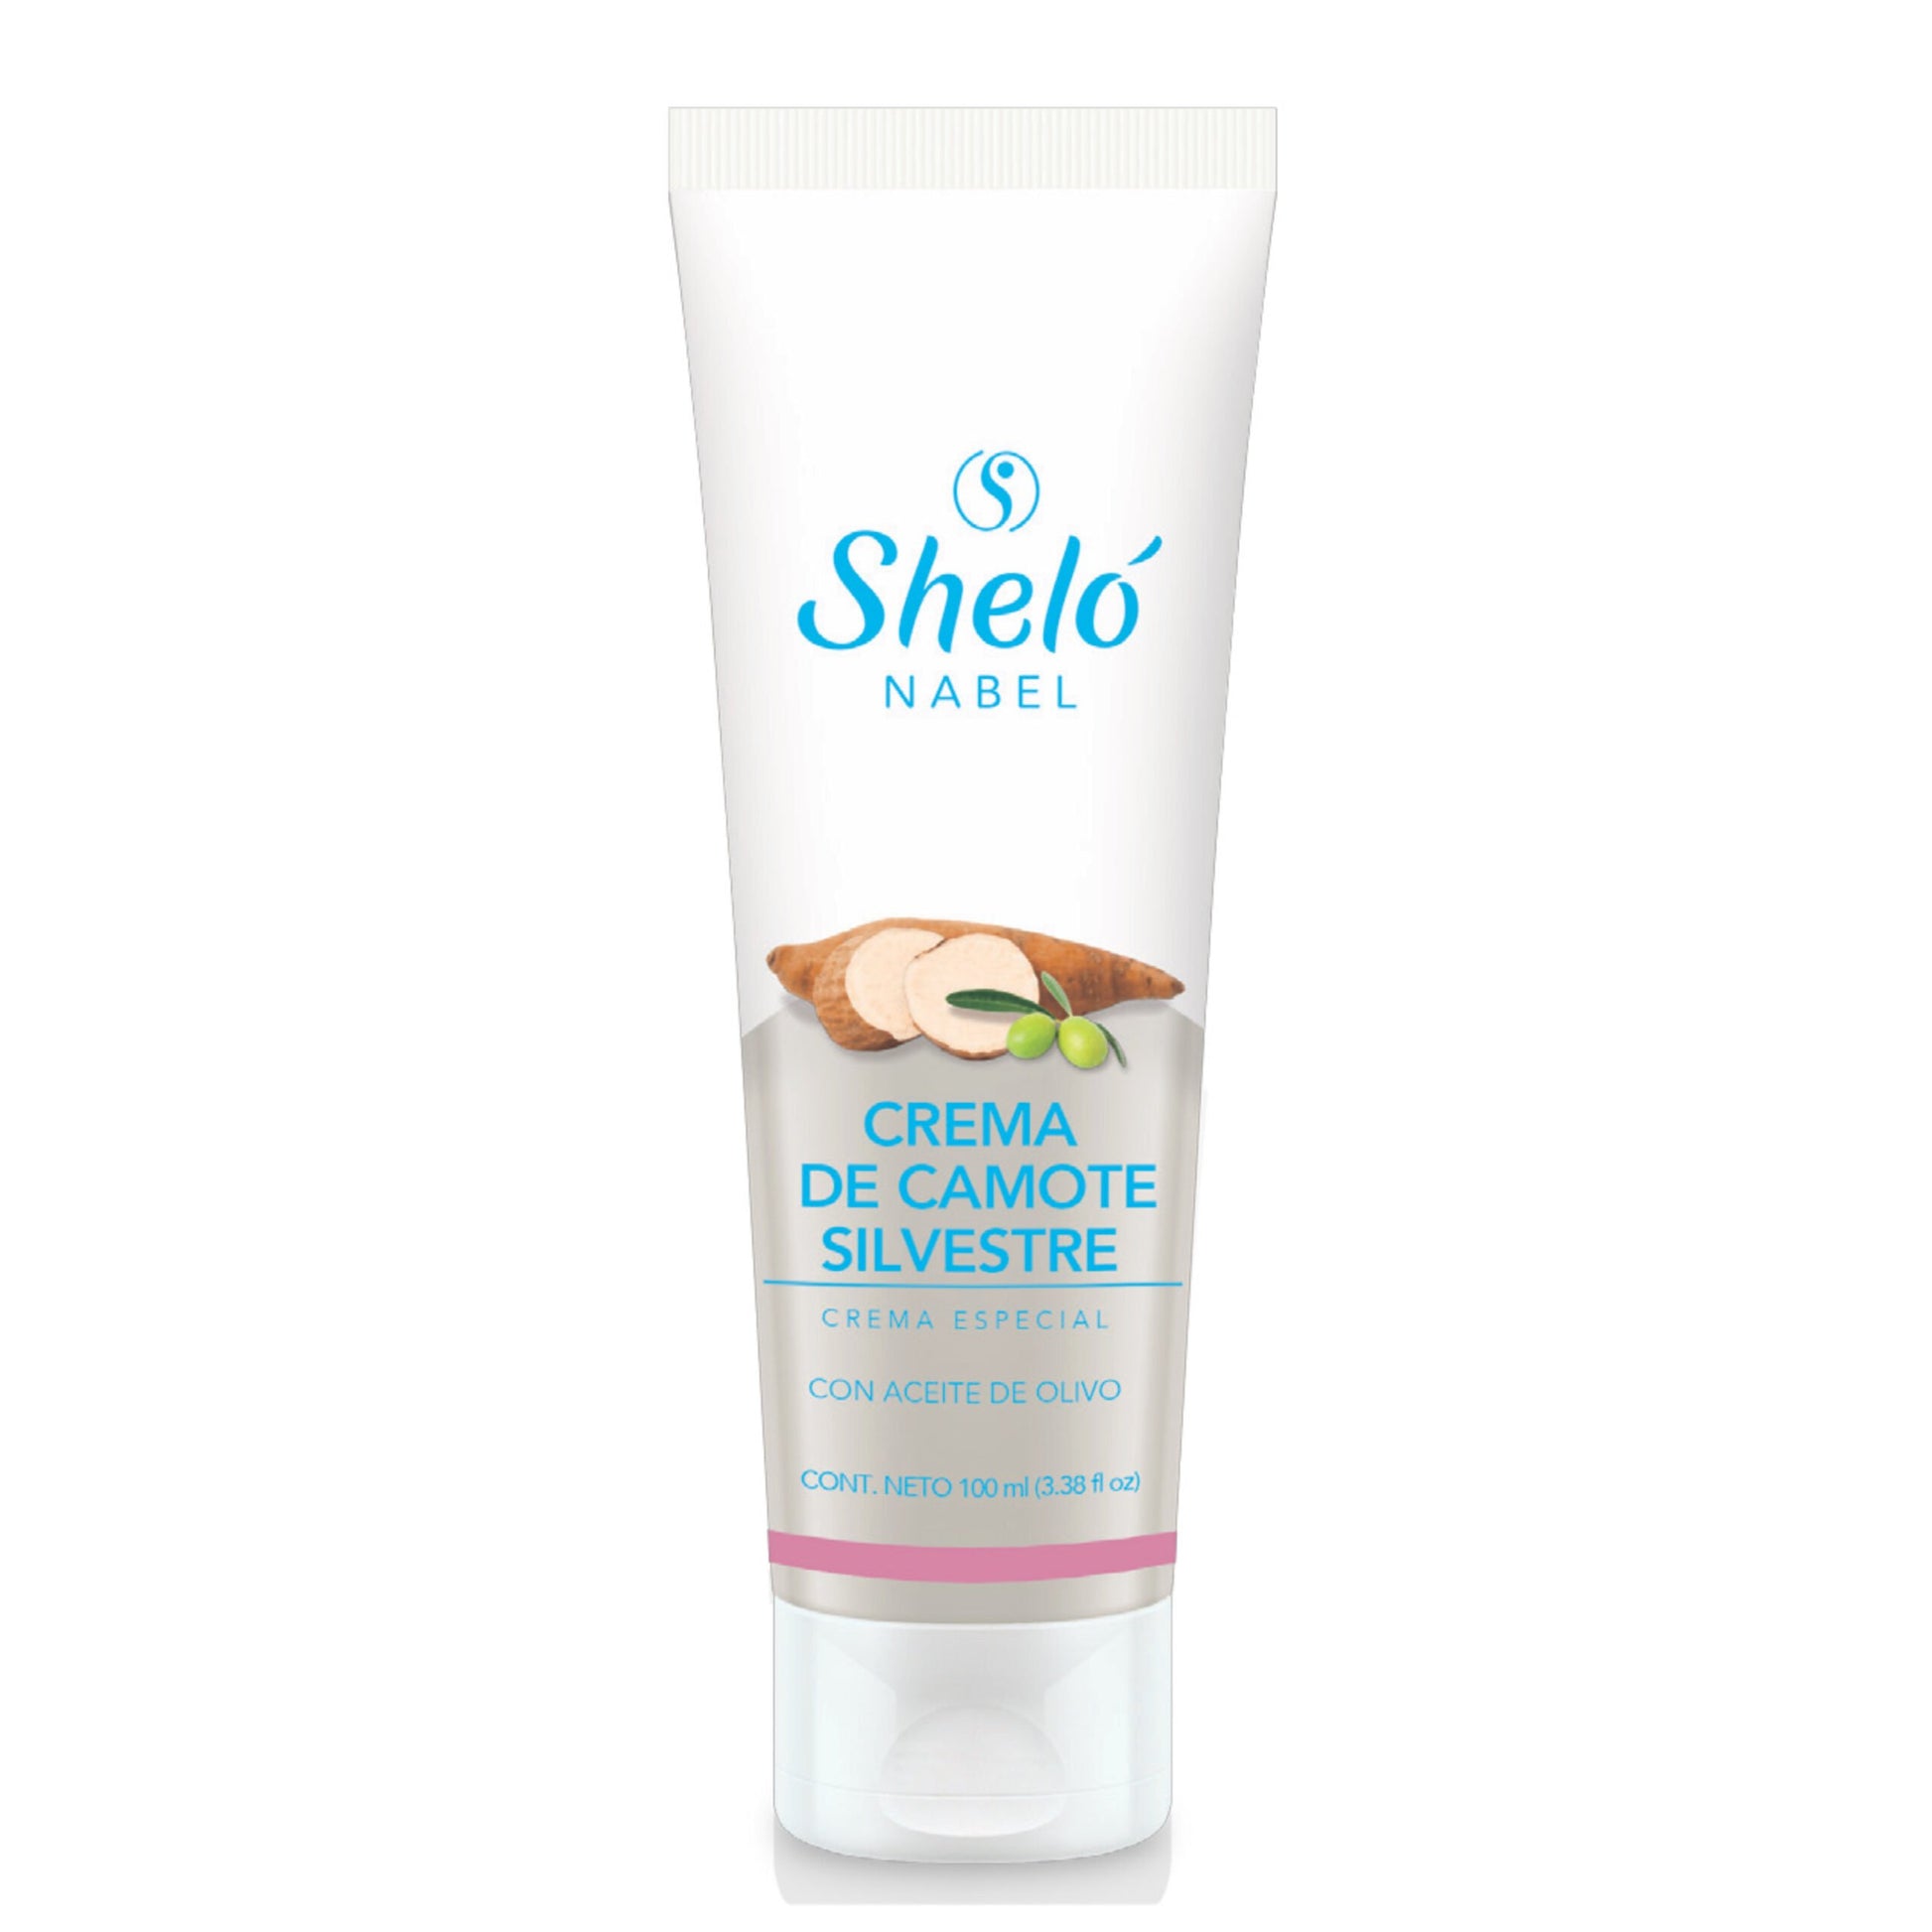 Sheló
NABEL
CREMA
DE CAMOTE
SILVESTRE
CREMA ESPECIAL
CON ACEITE DE OLIVO
CONT. NETO 100 ml (3.38 fl oz)